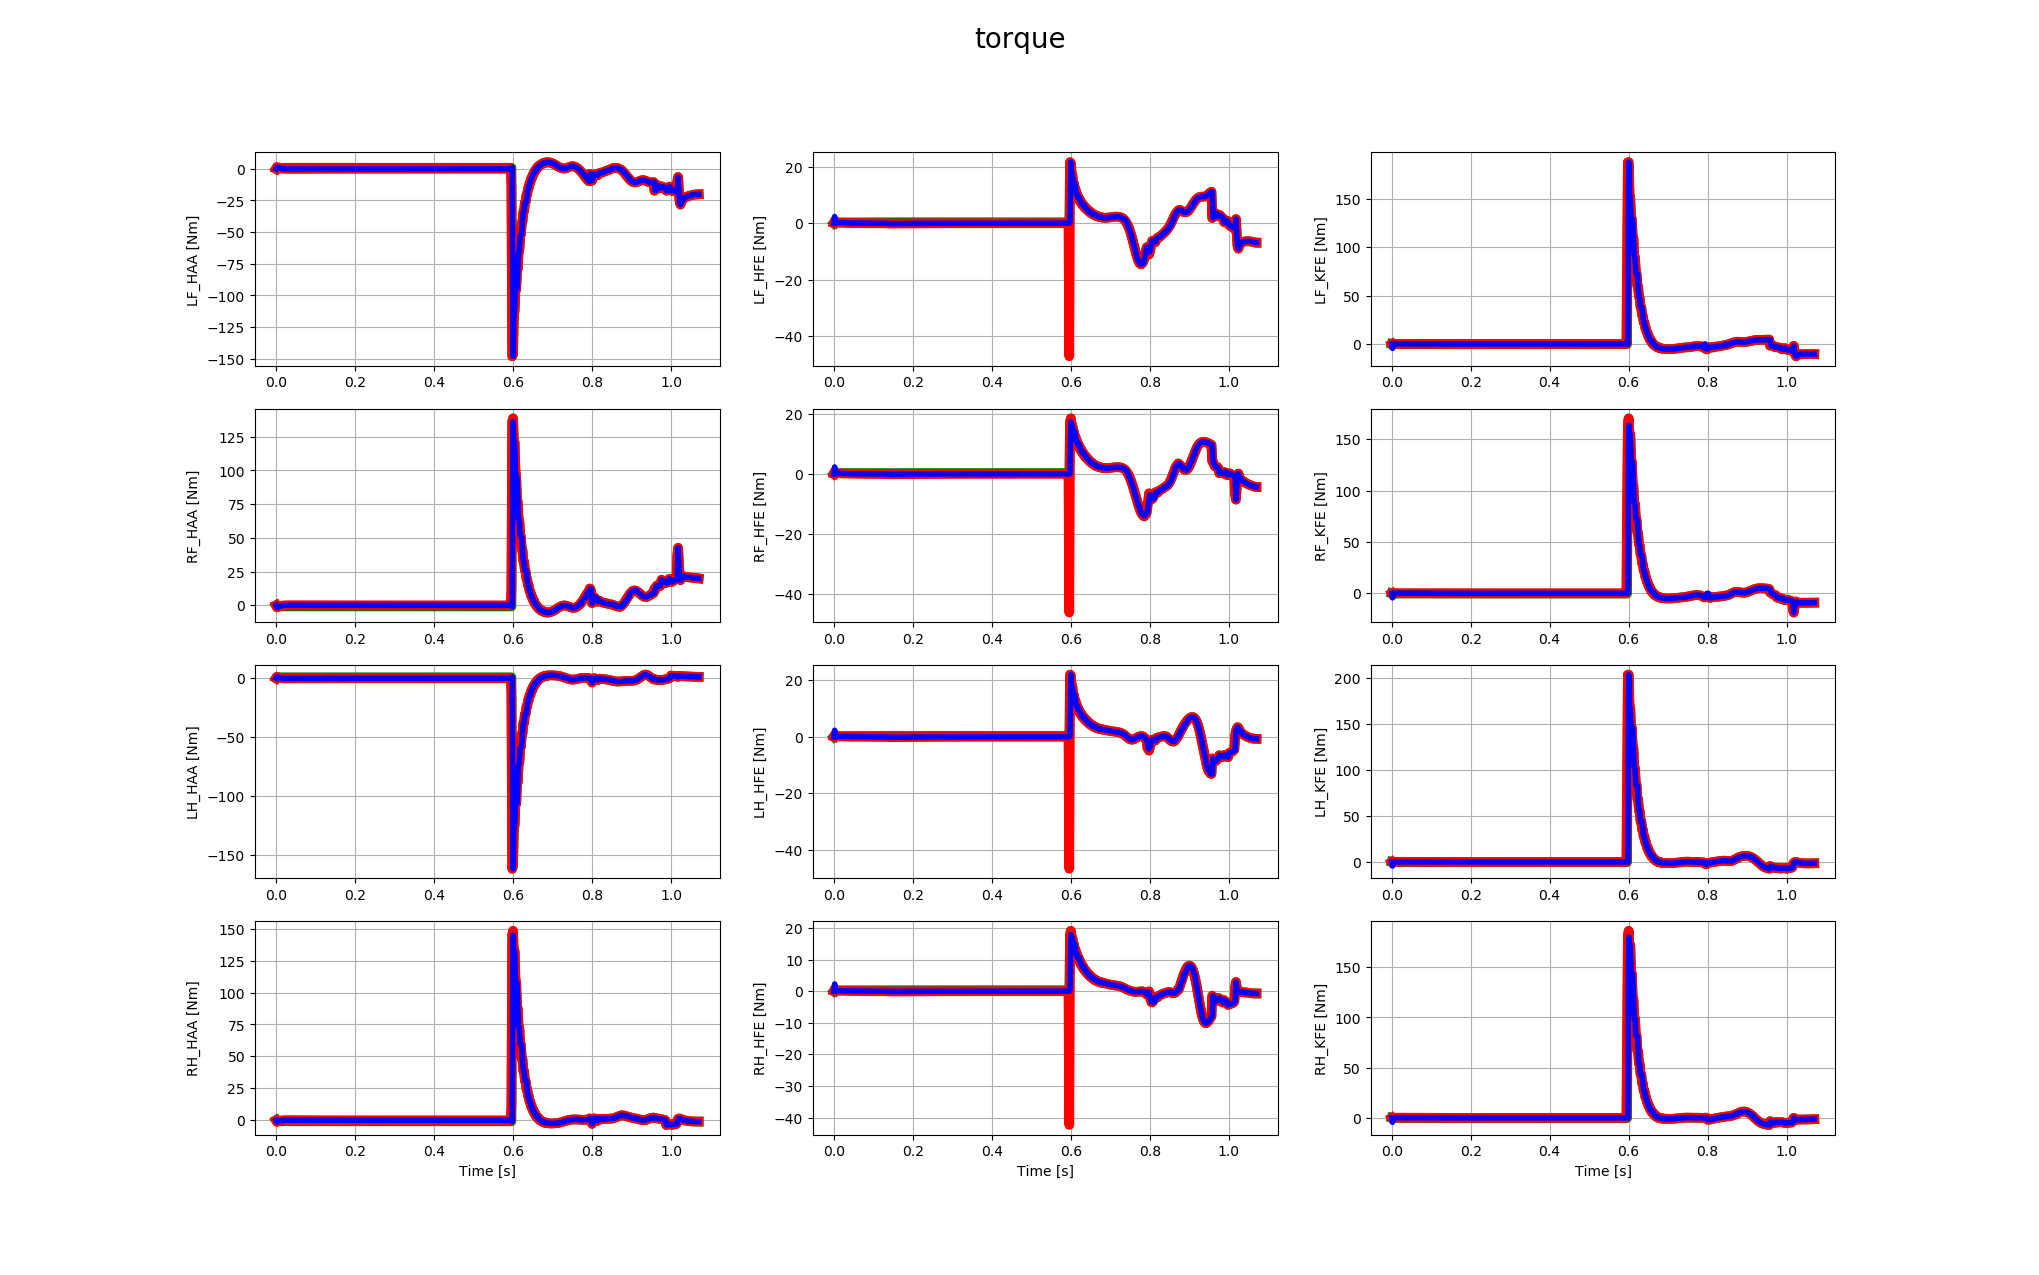 torque
LF_HAA [Nm]
0
−25
−50
−75
−100
−125
−150
0.0 0.2 0.4 0.6 0.8 1.0
LF_HFE [Nm]
20
0
−20
−40
0.0 0.2 0.4 0.6 0.8 1.0
LF_KFE [Nm]
150
100
50
0
0.0 0.2 0.4 0.6 0.8 1.0
RF_HAA [Nm]
125
100
75
50
25
0
0.0 0.2 0.4 0.6 0.8 1.0
RF_HFE [Nm]
20
0
−20
−40
0.0 0.2 0.4 0.6 0.8 1.0
RF_KFE [Nm]
150
100
50
0
0.0 0.2 0.4 0.6 0.8 1.0
LH_HAA [Nm]
0
−50
−100
−150
0.0 0.2 0.4 0.6 0.8 1.0
LH_HFE [Nm]
20
0
−20
−40
0.0 0.2 0.4 0.6 0.8 1.0
LH_KFE [Nm]
200
150
100
50
0
0.0 0.2 0.4 0.6 0.8 1.0
RH_HAA [Nm]
150
125
100
75
50
25
0
0.0 0.2 0.4 0.6 0.8 1.0
Time [s]
RH_HFE [Nm]
20
10
0
−10
−20
−30
−40
0.0 0.2 0.4 0.6 0.8 1.0
Time [s]
RH_KFE [Nm]
150
100
50
0
0.0 0.2 0.4 0.6 0.8 1.0
Time [s]